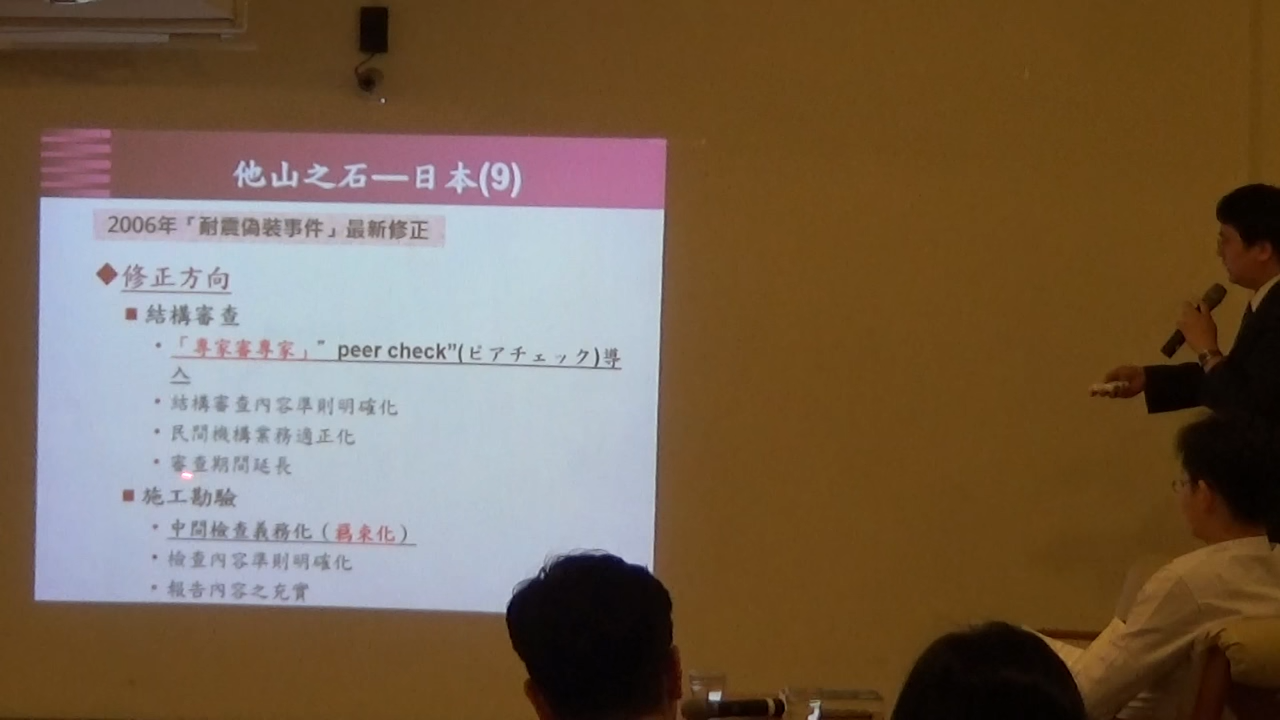 他山之石—日本(9)
2006年「耐震偽裝事件」最新修正
修正方向
結構審查
「專家審專家」" peer check"(ピアチェック)導
入
結構審查內容準則明確化
民間機構業務適正化
審查期間延長
施工勘驗
中間檢查義務化（羈束化）
檢查內容準則明確化
報告內容之充實